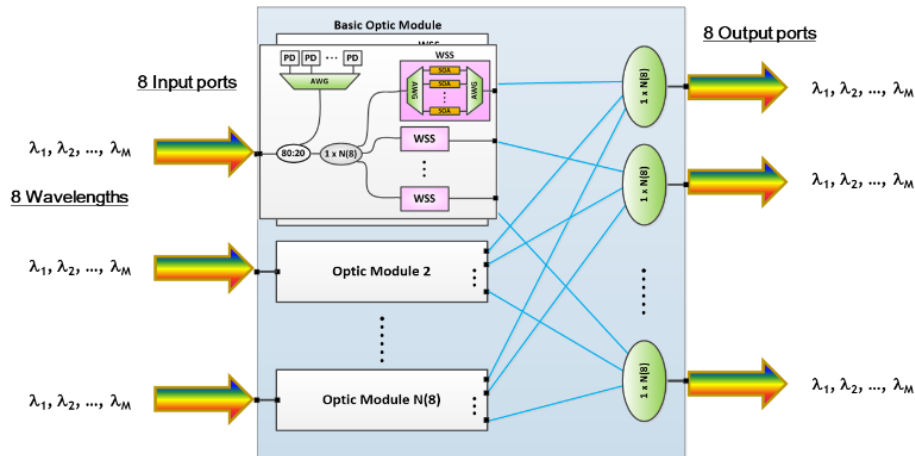 Basic Optic Module
8 Output ports
WSS
PD PD ··· PD
WSS
AWG
SOA
SOA
SOA
AWG
AWG
8 Input ports
1 x N(8)
λ1, λ2, ..., λM
λ1, λ2, ..., λM
80:20
1 x N(8)
WSS
WSS
8 Wavelengths
1 x N(8)
λ1, λ2, ..., λM
λ1, λ2, ..., λM
Optic Module 2
λ1, λ2, ..., λM
Optic Module N(8)
1 x N(8)
λ1, λ2, ..., λM